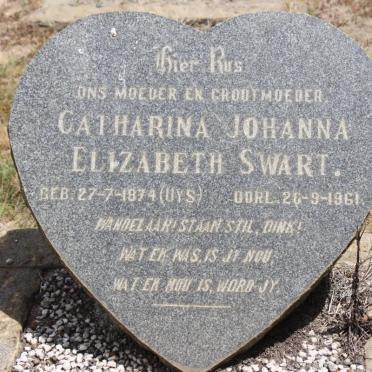 Hier Rus
ONS MOEDER EN GROOTMOEDER,
CATHARINA JOHANNA
ELIZABETH SWART.
GEB. 27-7-1874 (UYS) OORL. 26-9-1961.
WANDELAAR! STAAN STIL, DINK!
WAT EK WAS, IS JY NOU,
WAT EK NOU IS, WORD JY.